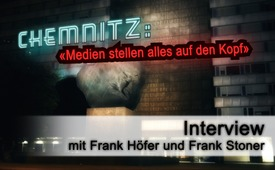 CHEMNITZ:
«Medien stellen alles auf den Kopf»
Interview
mit Frank Höfer und Frank Stoner